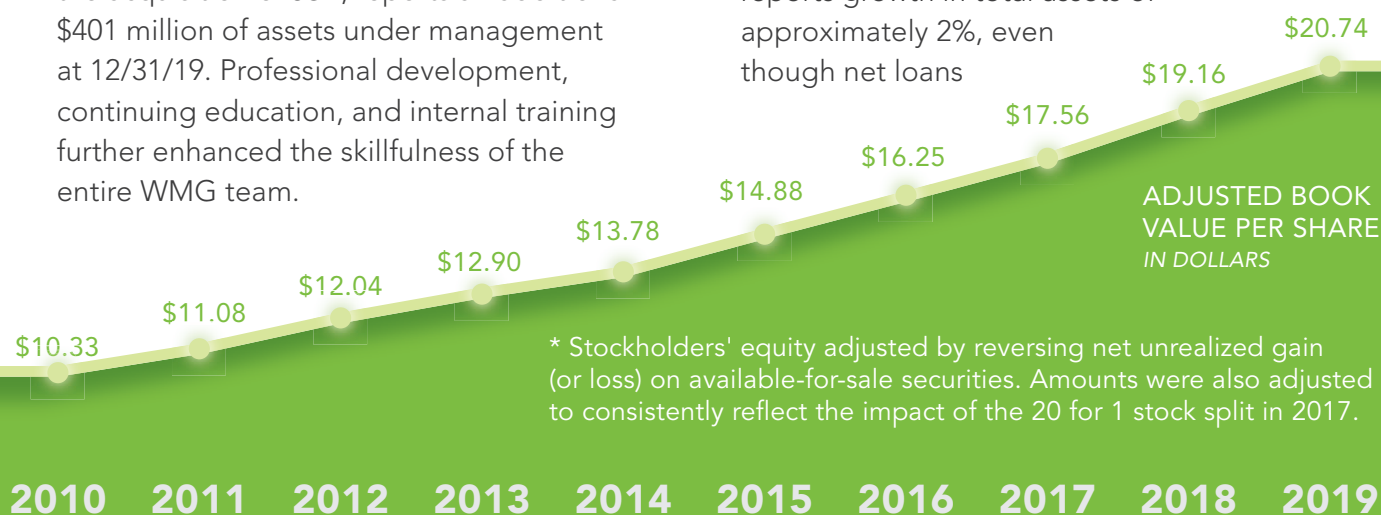 $401 million of assets under management
at 12/31/19. Professional development,
continuing education, and internal training
further enhanced the skillfulness of the
entire WMG team.
approximately 2%, even
though net loans
$10.33
$11.08
$12.04
$12.90
$13.78
$14.88
$16.25
$17.56
$19.16
$20.74
ADJUSTED BOOK
VALUE PER SHARE
IN DOLLARS
* Stockholders' equity adjusted by reversing net unrealized gain
(or loss) on available-for-sale securities. Amounts were also adjusted
to consistently reflect the impact of the 20 for 1 stock split in 2017.
2010 2011 2012 2013 2014 2015 2016 2017 2018 2019